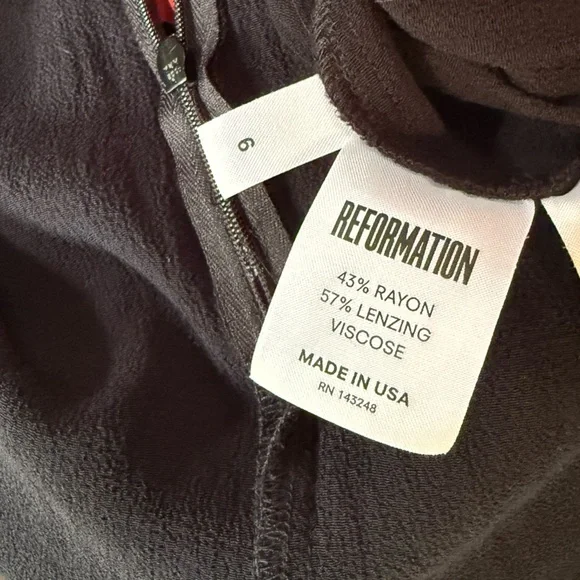 6
REFORMATION
43% RAYON
57% LENZING
VISCOSE
MADE IN USA
RN 143248